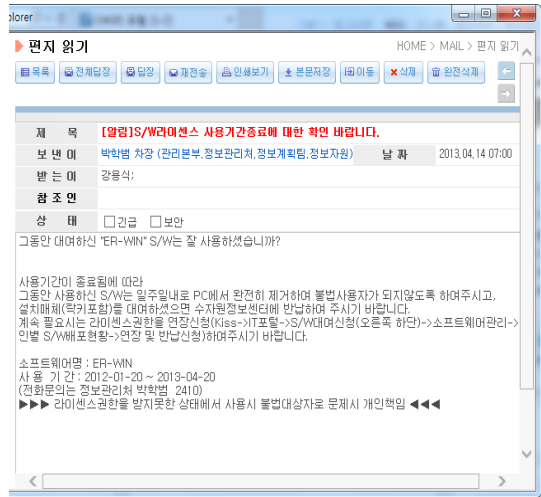 plorer
편지 읽기
HOME > MAIL > 편지 읽기
목록 전체답장 답장 재전송 인쇄보기 본문저장 이동 삭제 완전삭제
제 목 [알림]S/W라이센스 사용기간종료에 대한 확인 바랍니다.
보 낸 이 박학범 차장 (관리본부,정보관리처,정보계획팀,정보자원) 날 짜 2013,04,14 07:00
받 는 이 강용식;
참 조 인
상 태 긴급 보안
그동안 대여하신 "ER-WIN" S/W는 잘 사용하셨습니까?
사용기간이 종료됨에 따라
그동안 사용하신 S/W는 일주일내로 PC에서 완전히 제거하여 불법사용자가 되지않도록 하여주시고,
설치매체(락키포함)를 대여하셨으면 수자원정보센터에 반납하여 주시기 바랍니다.
계속 필요시는 라이센스권한을 연장신청(Kiss->IT포털->S/W대여신청(오른쪽 하단)->소프트웨어관리->
인별 S/W배포현황->연장 및 반납신청)하여주시기 바랍니다.
소프트웨어명 : ER-WIN
사 용 기 간 : 2012-01-20 ~ 2013-04-20
(전화문의는 정보관리처 박학범 2410)
▶▶▶ 라이센스권한을 받지못한 상태에서 사용시 불법대상자로 문제시 개인책임 ◀◀◀